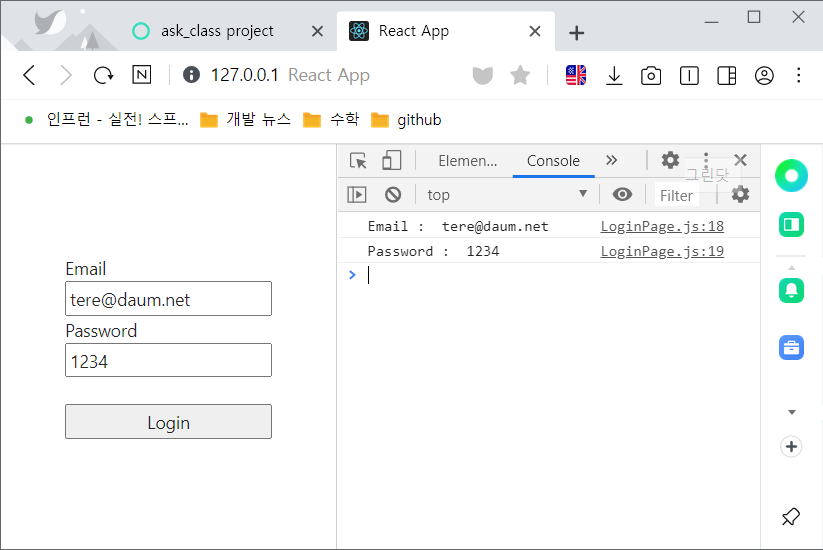 ask_class project
React App
127.0.0.1 React App
인프런 - 실전! 스프... 개발 뉴스 수학 github
Elemen... Console
그린닷
top Filter
Email : tere@daum.net LoginPage.js:18
Password : 1234 LoginPage.js:19
Email
tere@daum.net
Password
1234
Login